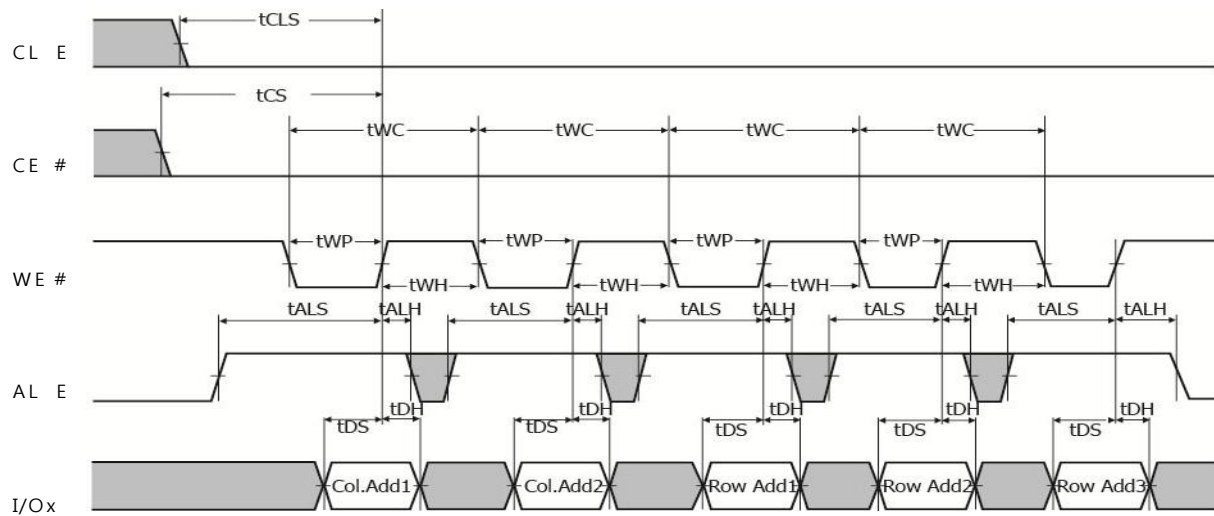 tCLS
CL E
tCS
tWC tWC tWC tWC
CE #
tWP tWP tWP tWP
WE #
tWH tWH tWH tWH
tALS tALH tALS tALH tALS tALH tALS tALH tALS tALH
AL E
tDH tDH tDH tDH tDH
tDS tDS tDS tDS tDS
Col.Add1 Col.Add2 Row Add1 Row Add2 Row Add3
I/Ox